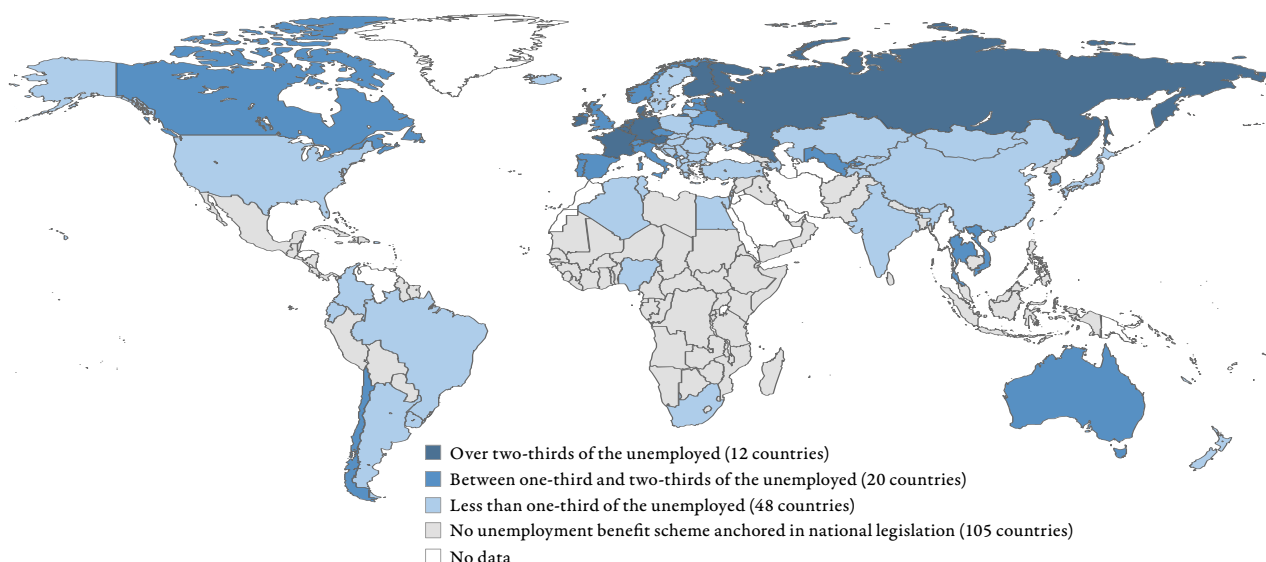 Over two-thirds of the unemployed (12 countries)
Between one-third and two-thirds of the unemployed (20 countries)
Less than one-third of the unemployed (48 countries)
No unemployment benefit scheme anchored in national legislation (105 countries)
No data